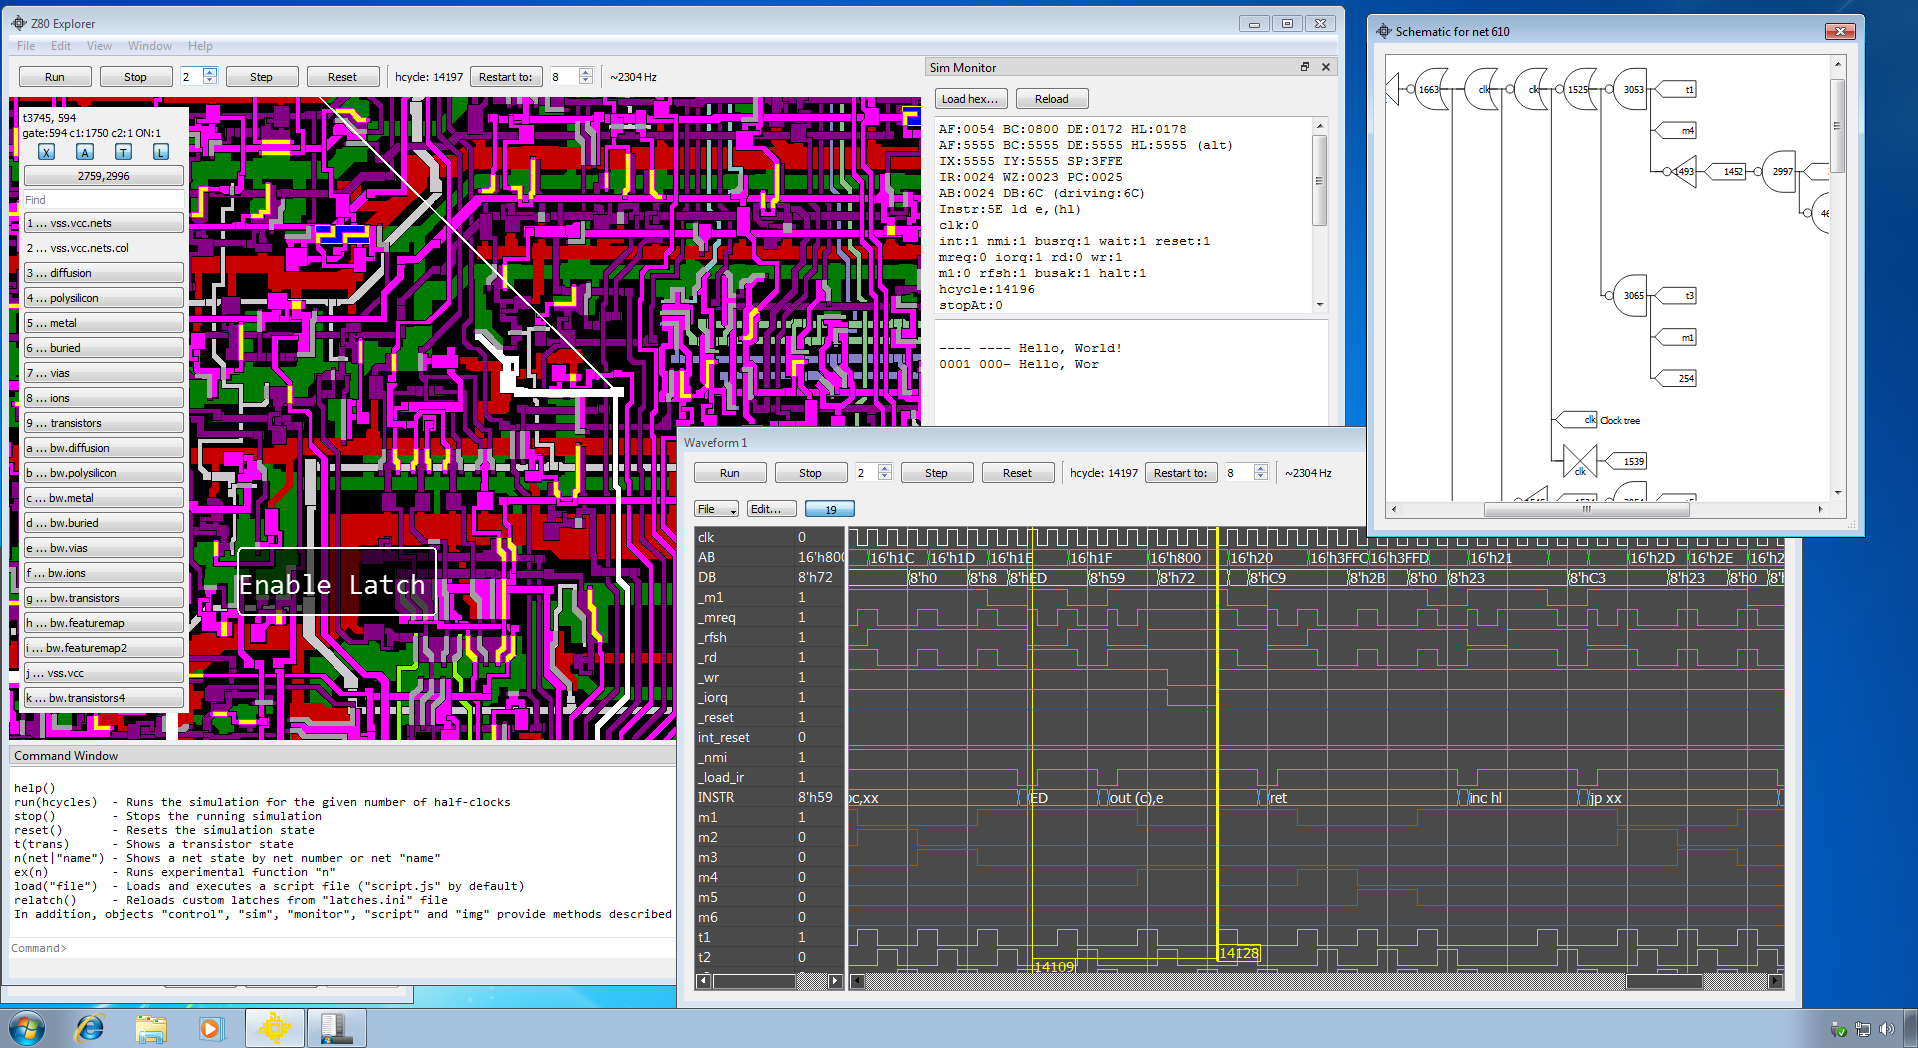 Z80 Explorer
File Edit View Window Help
Run Stop 2 Step Reset hcycle: 14197 Restart to: 8 ~2304 Hz
t3745, 594
gate:594 c1:1750 c2:1 ON:1
X A T L
2759,2996
Find
1 ... vss.vcc.nets
2 ... vss.vcc.nets.col
3 ... diffusion
4 ... polysilicon
5 ... metal
6 ... buried
7 ... vias
8 ... ions
9 ... transistors
a ... bw.diffusion
b ... bw.polysilicon
c ... bw.metal
d ... bw.buried
e ... bw.vias
f ... bw.ions
g ... bw.transistors
h ... bw.featuremap
i ... bw.featuremap2
j ... vss.vcc
k ... bw.transistors4
Enable Latch
Sim Monitor
Load hex... Reload
AF:0054 BC:0800 DE:0172 HL:0178
AF:5555 BC:5555 DE:5555 HL:5555 (alt)
IX:5555 IY:5555 SP:3FFE
IR:0024 WZ:0023 PC:0025
AB:0024 DB:6C (driving:6C)
Instr:5E ld e,(hl)
clk:0
int:1 nmi:1 busrq:1 wait:1 reset:1
mreq:0 iorq:1 rd:0 wr:1
m1:0 rfsh:1 busak:1 halt:1
hcycle:14196
stopAt:0
---- ---- Hello, World!
0001 000- Hello, Wor
Command Window
help()
run(hcycles) - Runs the simulation for the given number of half-clocks
stop() - Stops the running simulation
reset() - Resets the simulation state
t(trans) - Shows a transistor state
n(net|"name") - Shows a net state by net number or net "name"
ex(n) - Runs experimental function "n"
load("file") - Loads and executes a script file ("script.js" by default)
relatch() - Reloads custom latches from "latches.ini" file
In addition, objects "control", "sim", "monitor", "script" and "img" provide methods described
Command>
Schematic for net 610
1663 clk clk 1525 3053 t1
m4
1493 1452 2997
3065 t3
m1
254
clk Clock tree
clk 1539
Waveform 1
Run Stop 2 Step Reset hcycle: 14197 Restart to: 8 ~2304 Hz
File Edit... 19
clk 0
AB 16'h800 16'h1C 16'h1D 16'h1E 16'h1F 16'h800 16'h20 16'h3FFC 16'h3FFD 16'h21 16'h2D 16'h2E 16'h2
DB 8'h72 8'h0 8'h8 8'hED 8'h59 8'h72 8'hC9 8'h2B 8'h0 8'h23 8'hC3 8'h23 8'h0
_m1 1
_mreq 1
_rfsh 1
_rd 1
_wr 1
_iorq 1
_reset 1
int_reset 0
_nmi 1
_load_ir 1
INSTR 8'h59 ED out (c),e ret inc hl jp xx
m1 1
m2 0
m3 0
m4 0
m5 0
m6 0
t1 1
t2 0
14109 14128